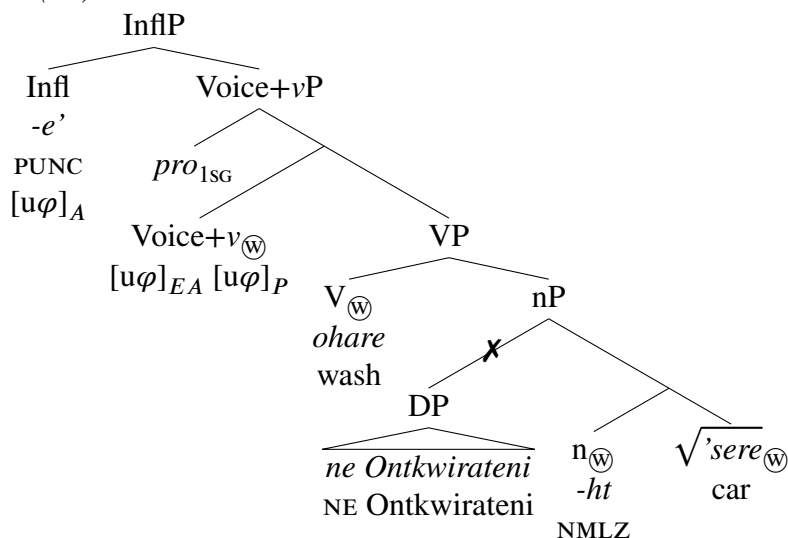 InflP
Infl Voice+vP
-e’
PUNC pro1SG
[uφ]A
Voice+vⓌ VP
[uφ]EA [uφ]P
VⓌ nP
ohare
wash ✗
DP
ne Ontkwirateni nⓌ √’sereⓌ
NE Ontkwirateni -ht car
NMLZ